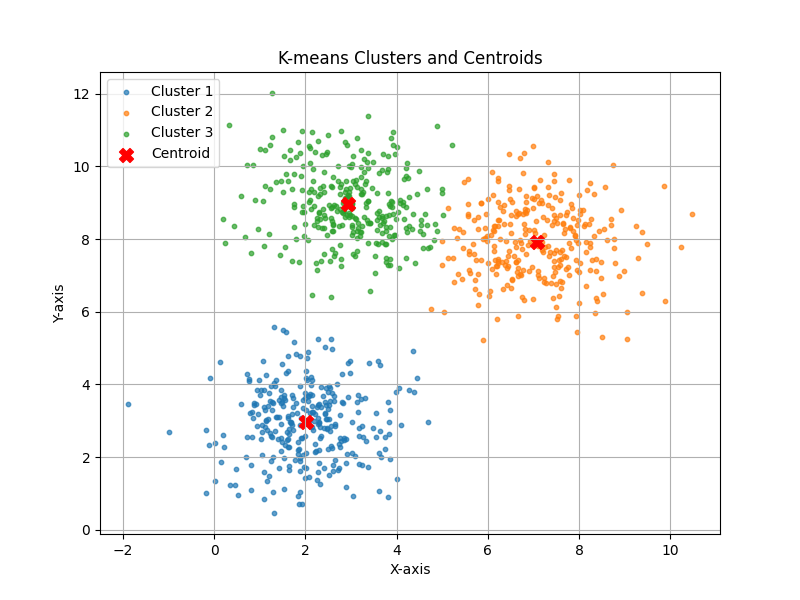 K-means Clusters and Centroids
Cluster 1
Cluster 2
Cluster 3
Centroid
12
10
8
6
4
2
0
Y-axis
−2
0
2
4
6
8
10
X-axis